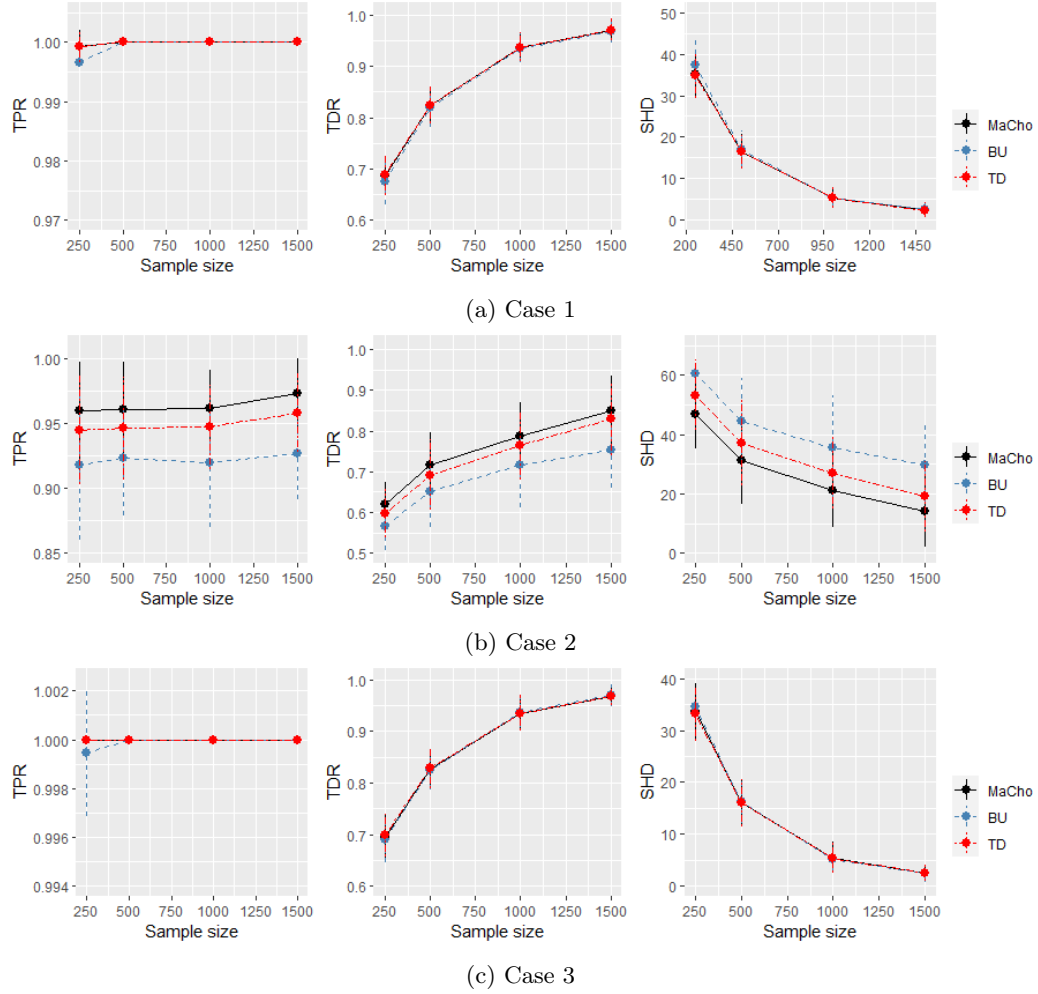 1.00
0.99
0.98
0.97
TPR
250 500 750 1000 1250 1500
Sample size
1.0
0.9
0.8
0.7
0.6
TDR
250 500 750 1000 1250 1500
Sample size
50
40
30
20
10
0
SHD
200 450 700 950 1200 1450
Sample size
MaCho
BU
TD
(a) Case 1
1.00
0.95
0.90
0.85
TPR
250 500 750 1000 1250 1500
Sample size
1.0
0.9
0.8
0.7
0.6
0.5
TDR
250 500 750 1000 1250 1500
Sample size
60
40
20
0
SHD
250 500 750 1000 1250 1500
Sample size
MaCho
BU
TD
(b) Case 2
1.002
1.000
0.998
0.996
0.994
TPR
250 500 750 1000 1250 1500
Sample size
1.0
0.9
0.8
0.7
0.6
TDR
250 500 750 1000 1250 1500
Sample size
40
30
20
10
0
SHD
250 500 750 1000 1250 1500
Sample size
MaCho
BU
TD
(c) Case 3